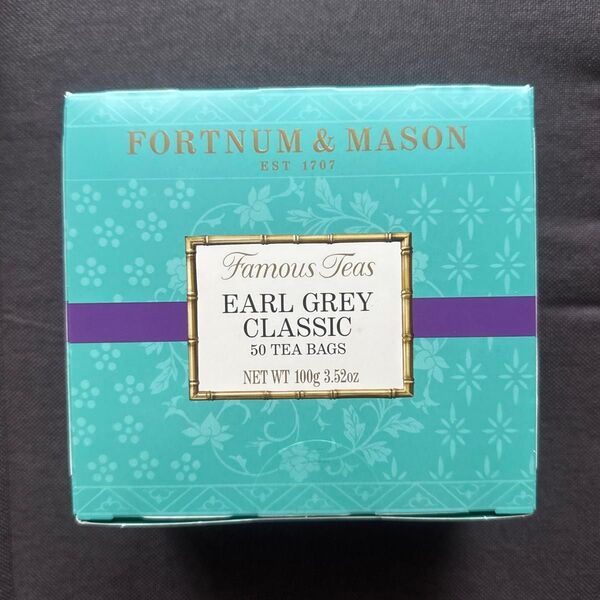 FORTNUM & MASON
EST 1707
Famous Teas
EARL GREY
CLASSIC
50 TEA BAGS
NET WT 100g 3.52oz